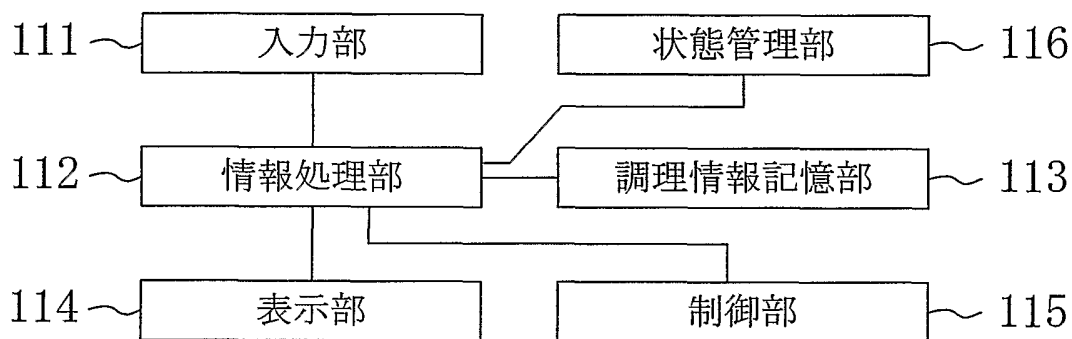 111 入力部
状態管理部 116
112 情報処理部
調理情報記憶部 113
114 表示部
制御部 115